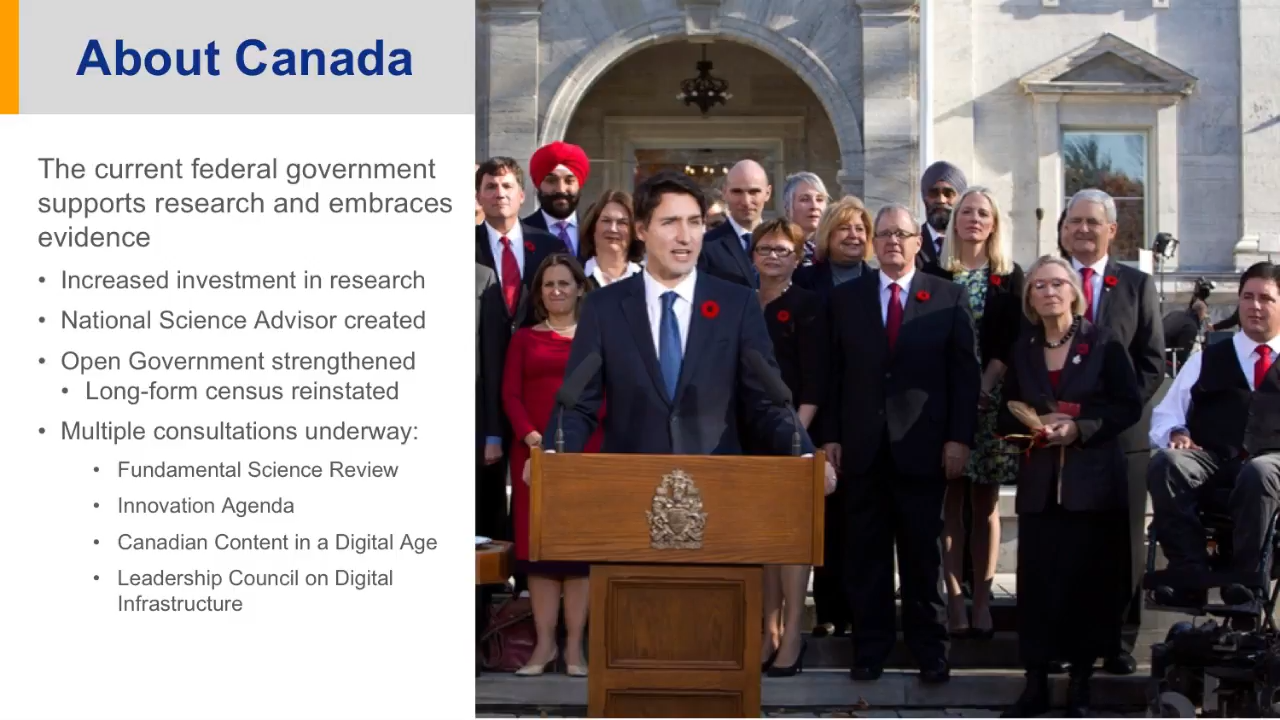 About Canada
The current federal government
supports research and embraces
evidence
• Increased investment in research
• National Science Advisor created
• Open Government strengthened
• Long-form census reinstated
• Multiple consultations underway:
• Fundamental Science Review
• Innovation Agenda
• Canadian Content in a Digital Age
• Leadership Council on Digital
Infrastructure